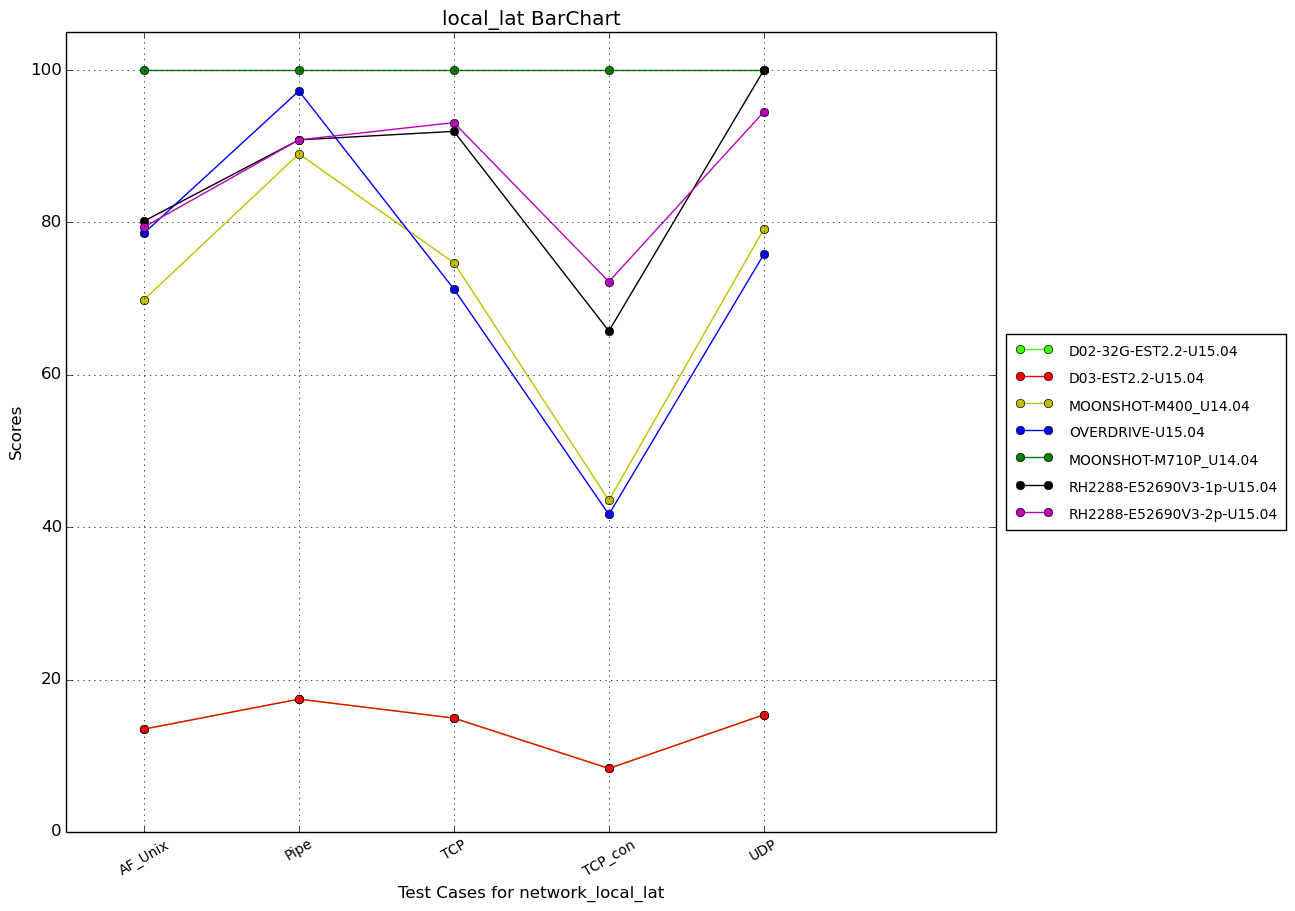 local_lat BarChart
100
80
60
40
20
0
Scores
AF_Unix
Pipe
TCP
TCP_con
UDP
Test Cases for network_local_lat
D02-32G-EST2.2-U15.04
D03-EST2.2-U15.04
MOONSHOT-M400_U14.04
OVERDRIVE-U15.04
MOONSHOT-M710P_U14.04
RH2288-E52690V3-1p-U15.04
RH2288-E52690V3-2p-U15.04